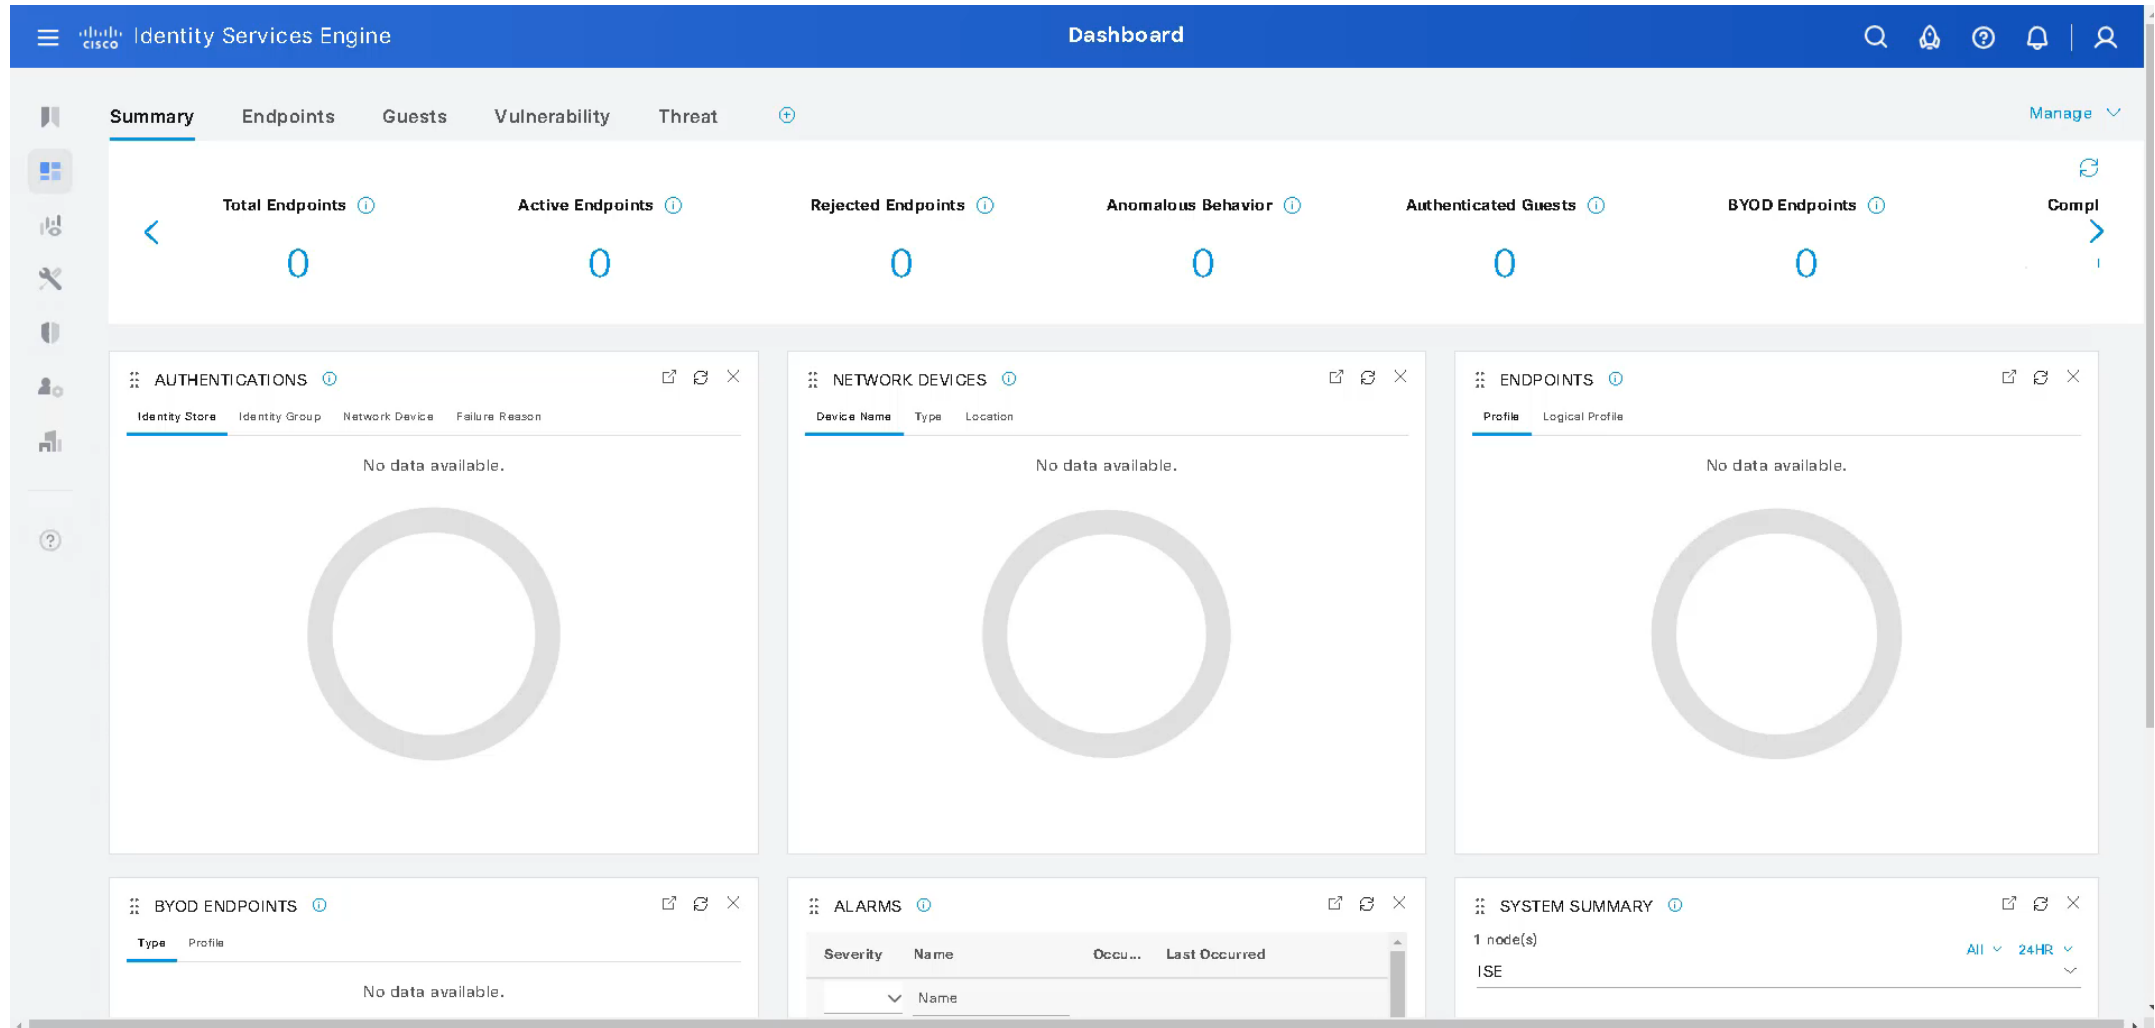 cisco Identity Services Engine
Dashboard
Summary Endpoints Guests Vulnerability Threat
Manage
Total Endpoints Active Endpoints Rejected Endpoints Anomalous Behavior Authenticated Guests BYOD Endpoints Compl
0 0 0 0 0 0
AUTHENTICATIONS
Identity Store Identity Group Network Device Failure Reason
No data available.
NETWORK DEVICES
Device Name Type Location
No data available.
ENDPOINTS
Profile Logical Profile
No data available.
BYOD ENDPOINTS
Type Profile
No data available.
ALARMS
Severity Name Occu... Last Occurred
Name
SYSTEM SUMMARY
1 node(s)
All 24HR
ISE